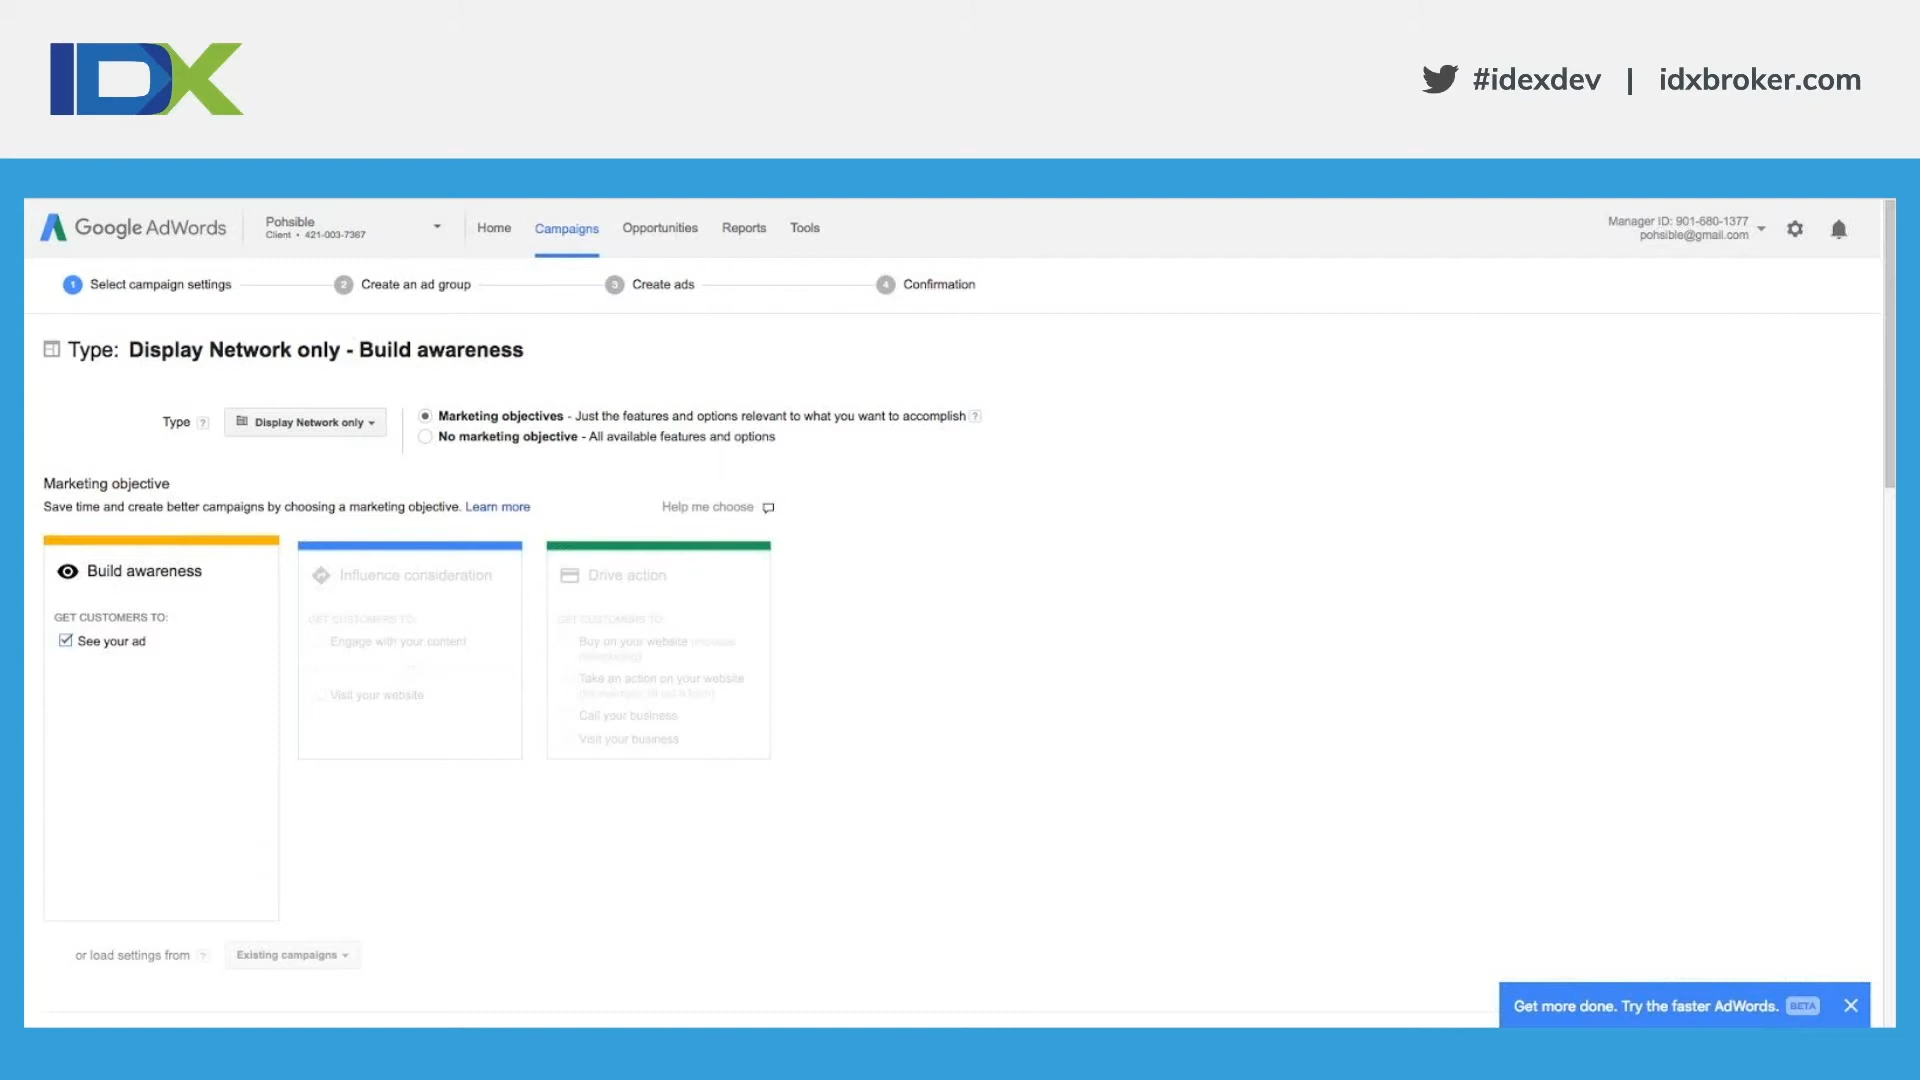 IDX
#idexdev | idxbroker.com
Google AdWords
Pohsible
Client • 421-003-7367
Home Campaigns Opportunities Reports Tools
Manager ID: 901-680-1377
pohsible@gmail.com
1 Select campaign settings 2 Create an ad group 3 Create ads 4 Confirmation
Type: Display Network only - Build awareness
Type ? Display Network only
Marketing objectives - Just the features and options relevant to what you want to accomplish ?
No marketing objective - All available features and options
Marketing objective
Save time and create better campaigns by choosing a marketing objective. Learn more
Help me choose
Build awareness
GET CUSTOMERS TO:
See your ad
Influence consideration
GET CUSTOMERS TO:
Engage with your content
Visit your website
Drive action
GET CUSTOMERS TO:
Buy on your website
Take an action on your website
Call your business
Visit your business
or load settings from ? Existing campaigns
Get more done. Try the faster AdWords. BETA